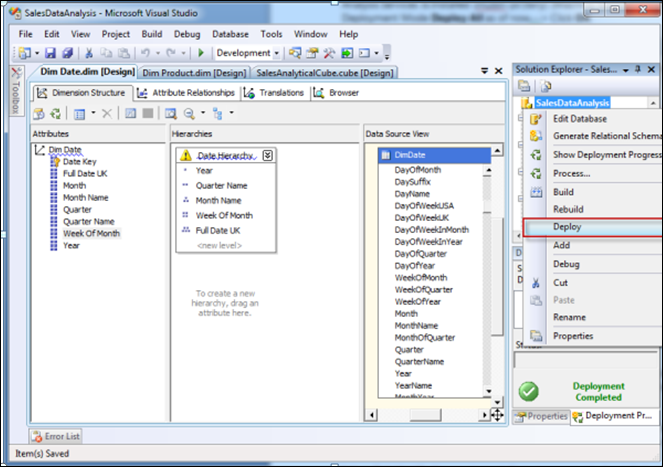 SalesDataAnalysis - Microsoft Visual Studio
File Edit View Project Build Debug Database Tools Window Help
Development
Dim Date.dim [Design] Dim Product.dim [Design] SalesAnalyticalCube.cube [Design]
Toolbox
Dimension Structure Attribute Relationships Translations Browser
Attributes
Dim Date
Date Key
Full Date UK
Month
Month Name
Quarter
Quarter Name
Week Of Month
Year
Hierarchies
Date Hierarchy
Year
Quarter Name
Month Name
Week Of Month
Full Date UK
<new level>
To create a new
hierarchy, drag an
attribute here.
Data Source View
DimDate
DayOfMonth
DaySuffix
DayName
DayOfWeekUSA
DayOfWeekUK
DayOfWeekInMonth
DayOfWeekInYear
DayOfQuarter
DayOfYear
WeekOfMonth
WeekOfQuarter
WeekOfYear
Month
MonthName
MonthOfQuarter
Quarter
QuarterName
Year
YearName
MonthYear
Solution Explorer - Sales...
SalesDataAnalysis
Edit Database
Generate Relational Schema
Show Deployment Progress
Process...
Build
Rebuild
Deploy
Add
Debug
Cut
Paste
Rename
Properties
Deployment
Completed
Properties Deployment Pr...
Error List
Item(s) Saved